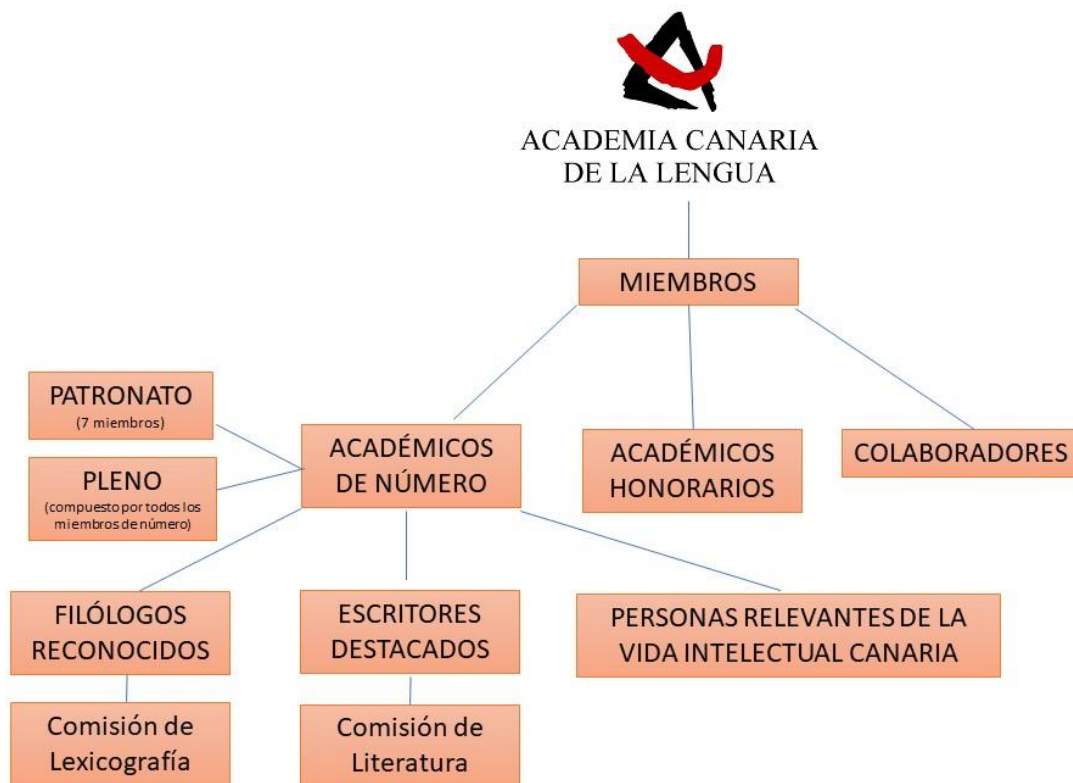 ACADEMIA CANARIA
DE LA LENGUA
MIEMBROS
PATRONATO
(7 miembros)
PLENO
(compuesto por todos los
miembros de número)
ACADÉMICOS
DE NÚMERO
ACADÉMICOS
HONORARIOS
COLABORADORES
FILÓLOGOS
RECONOCIDOS
ESCRITORES
DESTACADOS
PERSONAS RELEVANTES DE LA
VIDA INTELECTUAL CANARIA
Comisión de
Lexicografía
Comisión de
Literatura